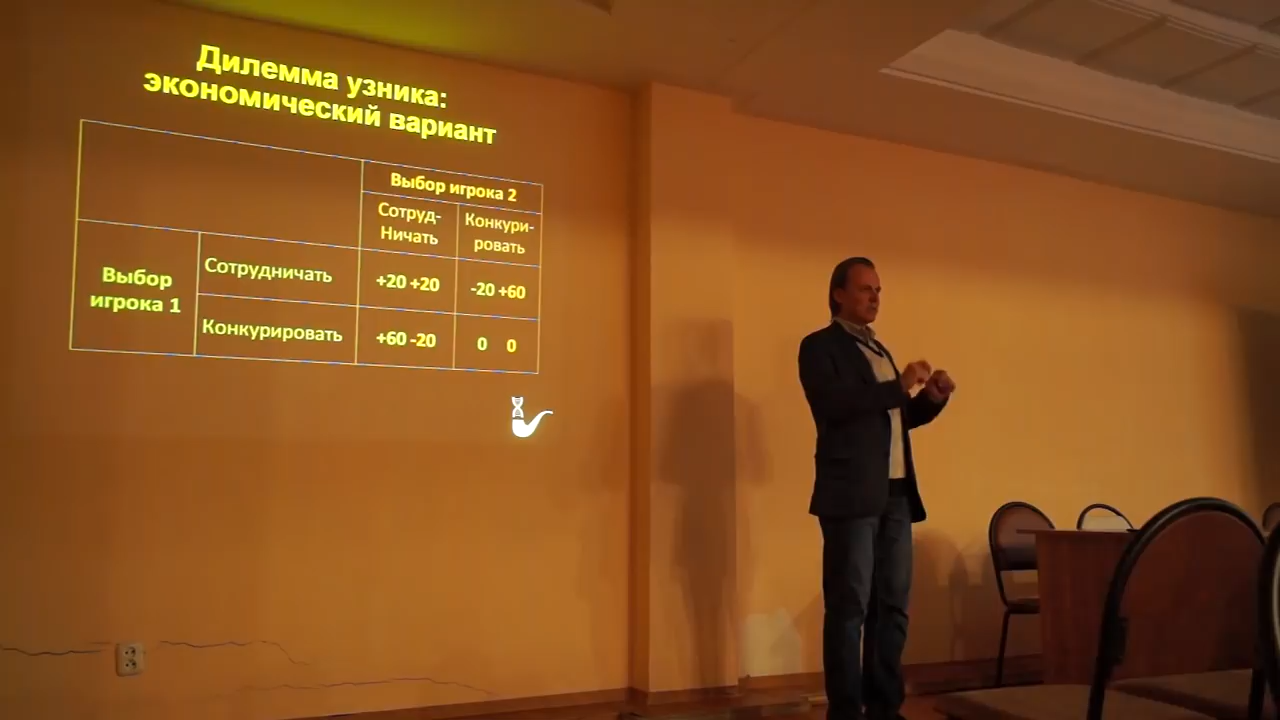 Дилемма узника:
экономический вариант
Выбор игрока 2
Сотруд-
Ничать
Конкури-
ровать
Выбор
игрока 1
Сотрудничать
+20 +20
-20 +60
Конкурировать
+60 -20
0 0